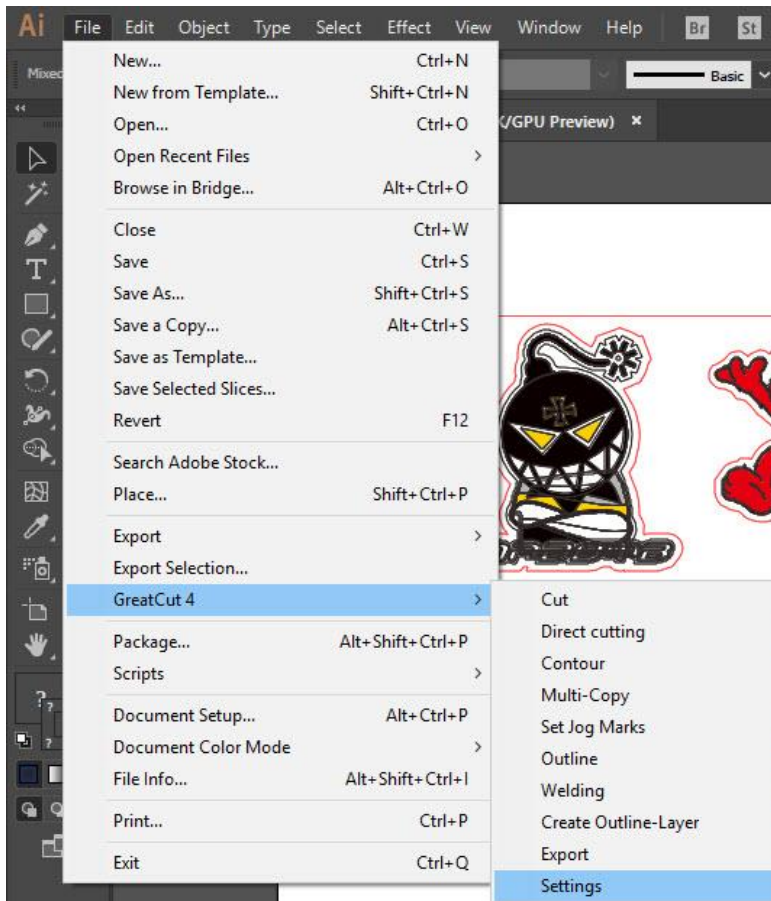 Ai File Edit Object Type Select Effect View Window Help Br St
Mixed Basic
/GPU Preview) ×
New... Ctrl+N
New from Template... Shift+Ctrl+N
Open... Ctrl+O
Open Recent Files >
Browse in Bridge... Alt+Ctrl+O
Close Ctrl+W
Save Ctrl+S
Save As... Shift+Ctrl+S
Save a Copy... Alt+Ctrl+S
Save as Template...
Save Selected Slices...
Revert F12
Search Adobe Stock...
Place... Shift+Ctrl+P
Export >
Export Selection...
GreatCut 4 >
Package... Alt+Shift+Ctrl+P
Scripts >
Document Setup... Alt+Ctrl+P
Document Color Mode >
File Info... Alt+Shift+Ctrl+I
Print... Ctrl+P
Exit Ctrl+Q
Cut
Direct cutting
Contour
Multi-Copy
Set Jog Marks
Outline
Welding
Create Outline-Layer
Export
Settings